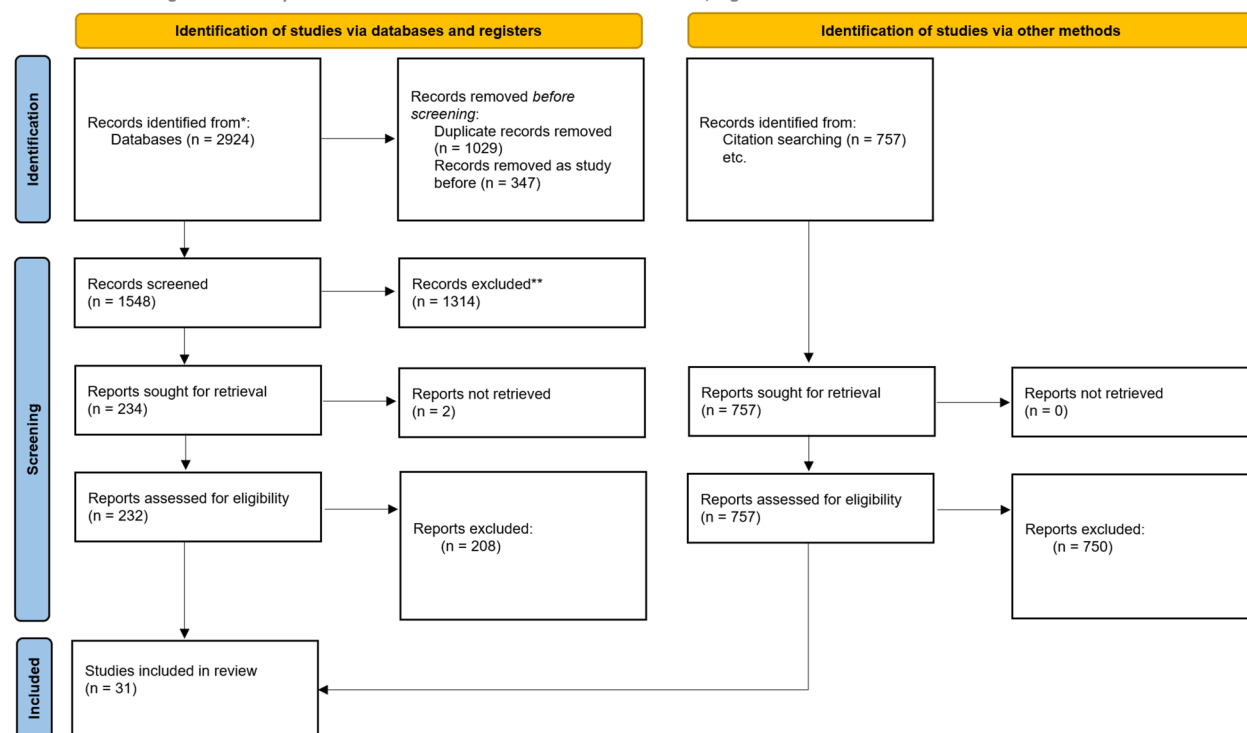 Identification of studies via databases and registers
Identification of studies via other methods
Identification
Records identified from*:
Databases (n = 2924)
Records removed before
screening:
Duplicate records removed
(n = 1029)
Records removed as study
before (n = 347)
Records identified from:
Citation searching (n = 757)
etc.
Screening
Records screened
(n = 1548)
Records excluded**
(n = 1314)
Reports sought for retrieval
(n = 234)
Reports not retrieved
(n = 2)
Reports sought for retrieval
(n = 757)
Reports not retrieved
(n = 0)
Reports assessed for eligibility
(n = 232)
Reports excluded:
(n = 208)
Reports assessed for eligibility
(n = 757)
Reports excluded:
(n = 750)
Included
Studies included in review
(n = 31)